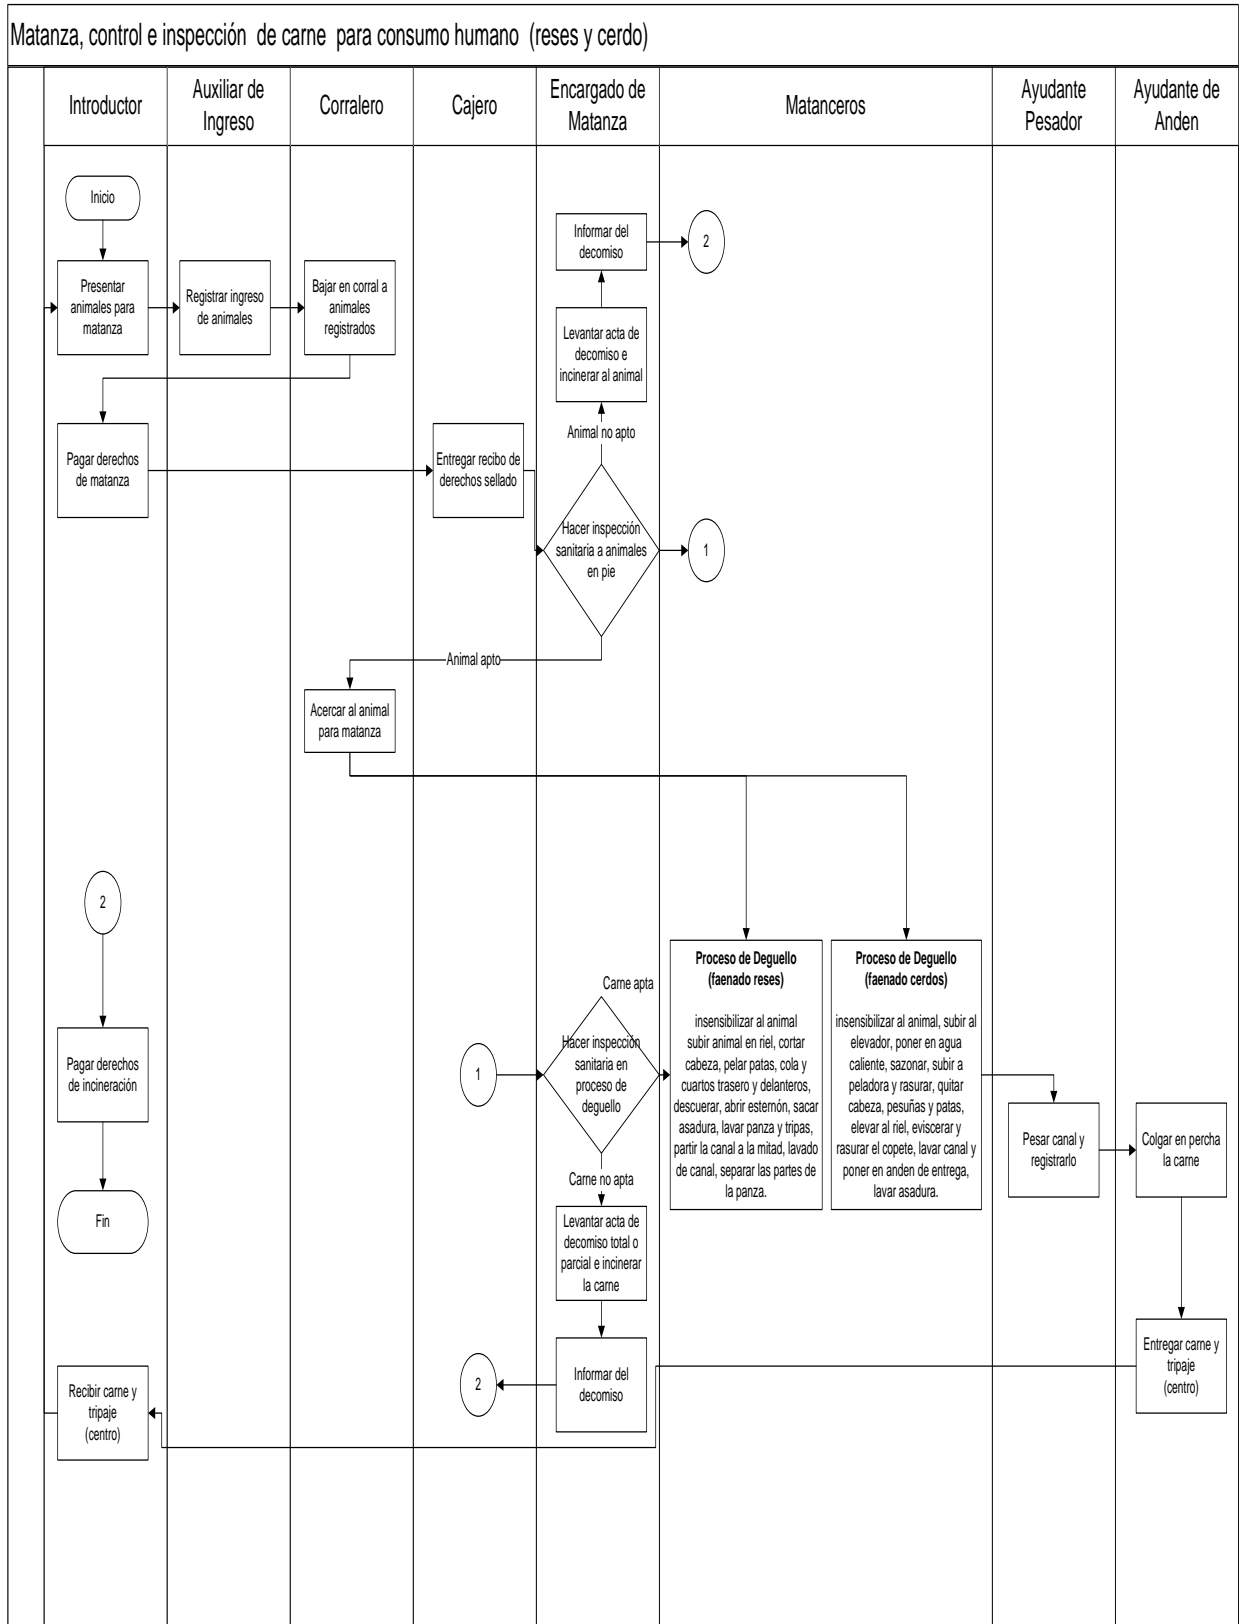 Matanza, control e inspección de carne para consumo humano (reses y cerdo)
Introductor
Auxiliar de
Ingreso
Corralero
Cajero
Encargado de
Matanza
Matanceros
Ayudante
Pesador
Ayudante de
Anden
Inicio
Presentar
animales para
matanza
Registrar ingreso
de animales
Bajar en corral a
animales
registrados
Informar del
decomiso
2
Levantar acta de
decomiso e
incinerar al animal
Animal no apto
Pagar derechos
de matanza
Entregar recibo de
derechos sellado
Hacer inspección
sanitaria a animales
en pie
1
Animal apto
Acercar al animal
para matanza
2
Pagar derechos
de incineración
Fin
1
Carne apta
Hacer inspección
sanitaria en
proceso de
deguello
Carne no apta
Levantar acta de
decomiso total o
parcial e incinerar
la carne
Informar del
decomiso
2
Proceso de Deguello
(faenado reses)
insensibilizar al animal
subir animal en riel, cortar
cabeza, pelar patas, cola y
cuartos trasero y delanteros,
descuerar, abrir esternón, sacar
asadura, lavar panza y tripas,
partir la canal a la mitad, lavado
de canal, separar las partes de
la panza.
Proceso de Deguello
(faenado cerdos)
insensibilizar al animal, subir al
elevador, poner en agua
caliente, sazonar, subir a
peladora y rasurar, quitar
cabeza, pesuñas y patas,
elevar al riel, eviscerar y
rasurar el copete, lavar canal y
poner en anden de entrega,
lavar asadura.
Pesar canal y
registrarlo
Colgar en percha
la carne
Entregar carne y
tripaje
(centro)
Recibir carne y
tripaje
(centro)